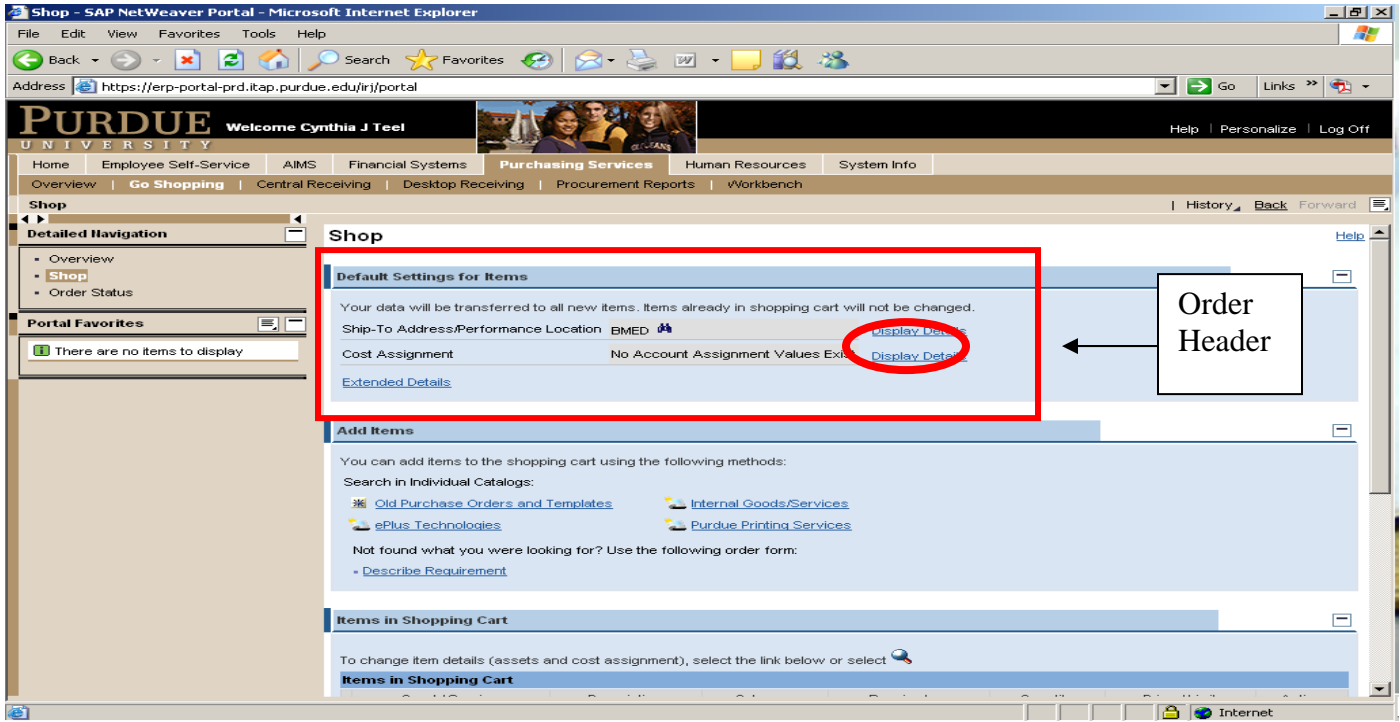 Shop - SAP NetWeaver Portal - Microsoft Internet Explorer
File Edit View Favorites Tools Help
Back Search Favorites
Address https://erp-portal-prd.itap.purdue.edu/irj/portal Go Links »
PURDUE Welcome Cynthia J Teel Help | Personalize | Log Off
UNIVERSITY
Home Employee Self-Service AIMS Financial Systems Purchasing Services Human Resources System Info
Overview | Go Shopping | Central Receiving | Desktop Receiving | Procurement Reports | Workbench
Shop | History Back Forward
Detailed Navigation
Overview
Shop
Order Status
Portal Favorites
There are no items to display
Shop Help
Default Settings for Items
Your data will be transferred to all new items. Items already in shopping cart will not be changed.
Ship-To Address/Performance Location BMED Display Details
Cost Assignment No Account Assignment Values Exist Display Details
Extended Details
Order
Header
Add Items
You can add items to the shopping cart using the following methods:
Search in Individual Catalogs:
Old Purchase Orders and Templates Internal Goods/Services
ePlus Technologies Purdue Printing Services
Not found what you were looking for? Use the following order form:
Describe Requirement
Items in Shopping Cart
To change item details (assets and cost assignment), select the link below or select
Items in Shopping Cart
Internet